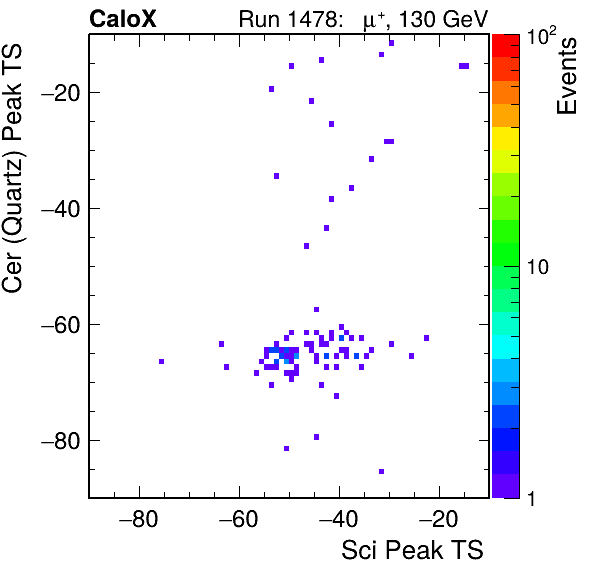 CaloX Run 1478: μ⁺, 130 GeV
Cer (Quartz) Peak TS
−20
−40
−60
−80
−80 −60 −40 −20
Sci Peak TS
10²
10
1
Events